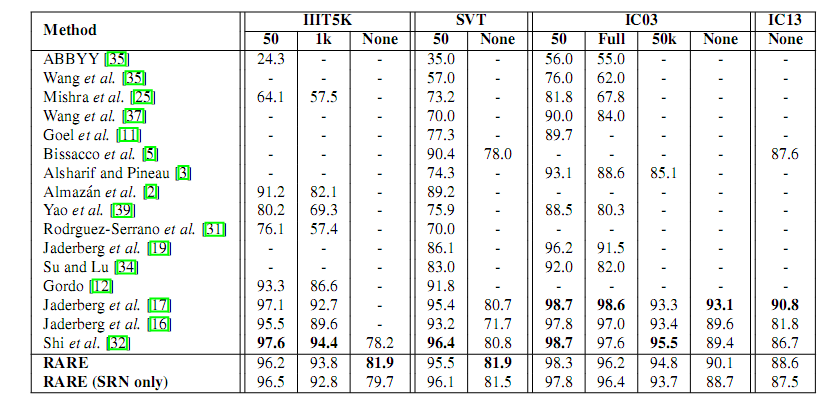 Method IIIT5K SVT IC03 IC13
50 1k None 50 None 50 Full 50k None None
ABBYY [35] 24.3 - - 35.0 - 56.0 55.0 - - -
Wang et al. [35] - - - 57.0 - 76.0 62.0 - - -
Mishra et al. [25] 64.1 57.5 - 73.2 - 81.8 67.8 - - -
Wang et al. [37] - - - 70.0 - 90.0 84.0 - - -
Goel et al. [11] - - - 77.3 - 89.7 - - - -
Bissacco et al. [5] - - - 90.4 78.0 - - - - 87.6
Alsharif and Pineau [3] - - - 74.3 - 93.1 88.6 85.1 - -
Almazán et al. [2] 91.2 82.1 - 89.2 - - - - - -
Yao et al. [39] 80.2 69.3 - 75.9 - 88.5 80.3 - - -
Rodrguez-Serrano et al. [31] 76.1 57.4 - 70.0 - - - - - -
Jaderberg et al. [19] - - - 86.1 - 96.2 91.5 - - -
Su and Lu [34] - - - 83.0 - 92.0 82.0 - - -
Gordo [12] 93.3 86.6 - 91.8 - - - - - -
Jaderberg et al. [17] 97.1 92.7 - 95.4 80.7 98.7 98.6 93.3 93.1 90.8
Jaderberg et al. [16] 95.5 89.6 - 93.2 71.7 97.8 97.0 93.4 89.6 81.8
Shi et al. [32] 97.6 94.4 78.2 96.4 80.8 98.7 97.6 95.5 89.4 86.7
RARE 96.2 93.8 81.9 95.5 81.9 98.3 96.2 94.8 90.1 88.6
RARE (SRN only) 96.5 92.8 79.7 96.1 81.5 97.8 96.4 93.7 88.7 87.5